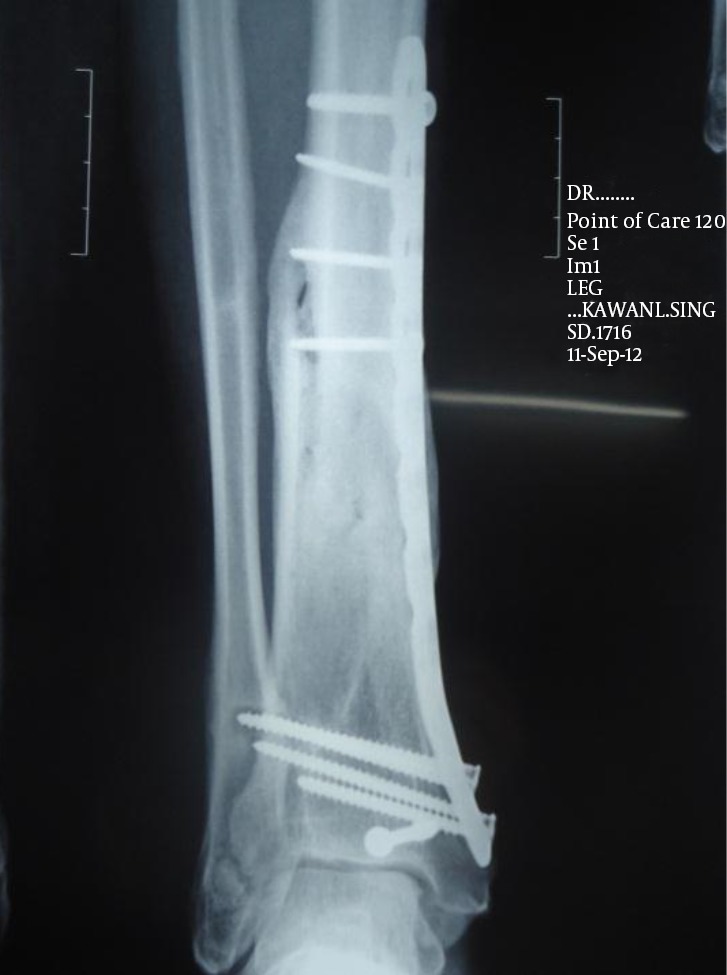 DR........
Point of Care 120
Se 1
Im1
LEG
...KAWANL.SING
SD.1716
11-Sep-12